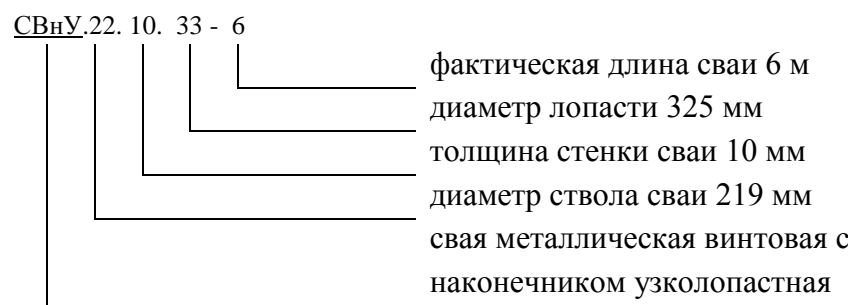 СВнУ.22. 10. 33 - 6
фактическая длина сваи 6 м
диаметр лопасти 325 мм
толщина стенки сваи 10 мм
диаметр ствола сваи 219 мм
свая металлическая винтовая с
наконечником узколопастная